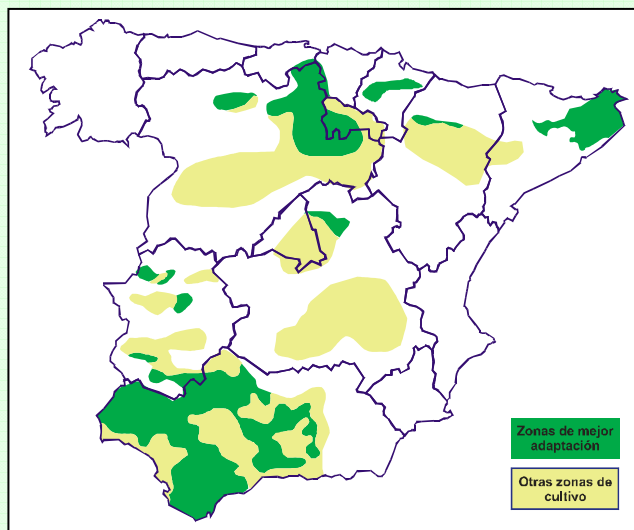 Zonas de mejor
adaptación
Otras zonas de
cultivo